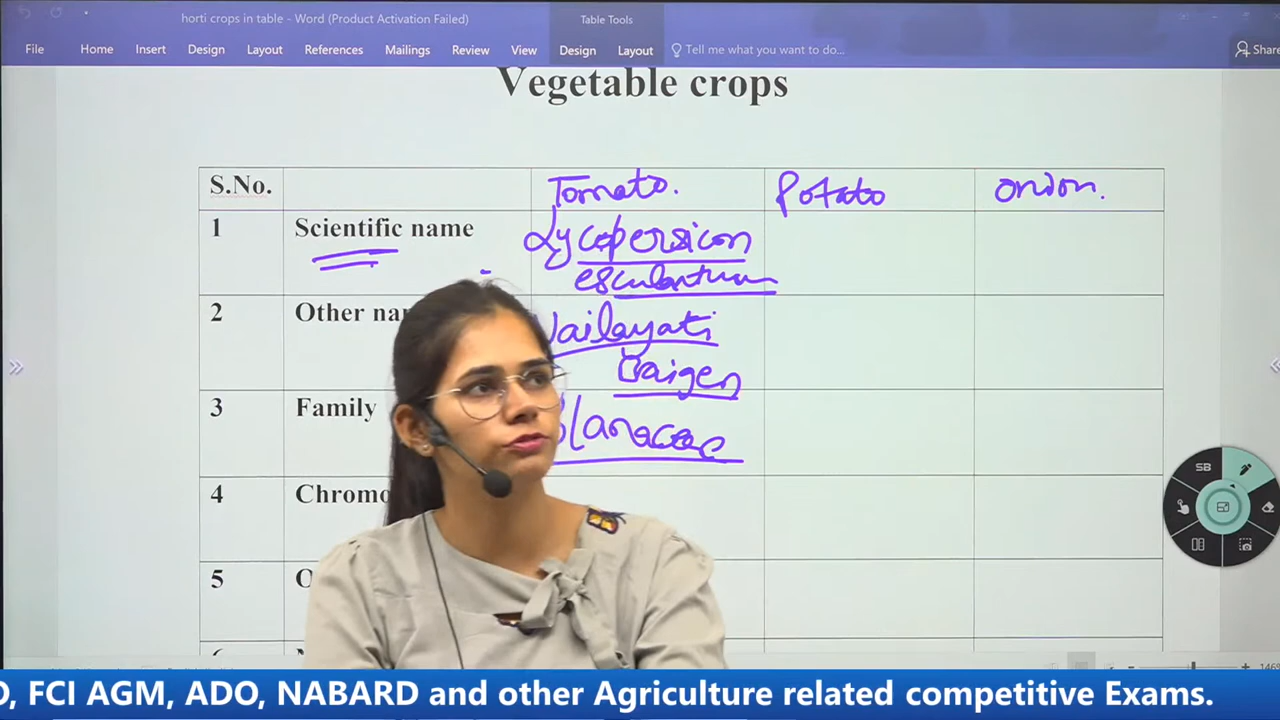 horti crops in table - Word (Product Activation Failed)
Table Tools
File Home Insert Design Layout References Mailings Review View Design Layout Tell me what you want to do... Share
Vegetable crops
S.No. Tomato. Potato onion.
1 Scientific name Lycopersicon
esculantum
2 Other na Vailayati
Baigen
3 Family olanaceae
4 Chromo
5 O
SB
146%
, FCI AGM, ADO, NABARD and other Agriculture related competitive Exams.